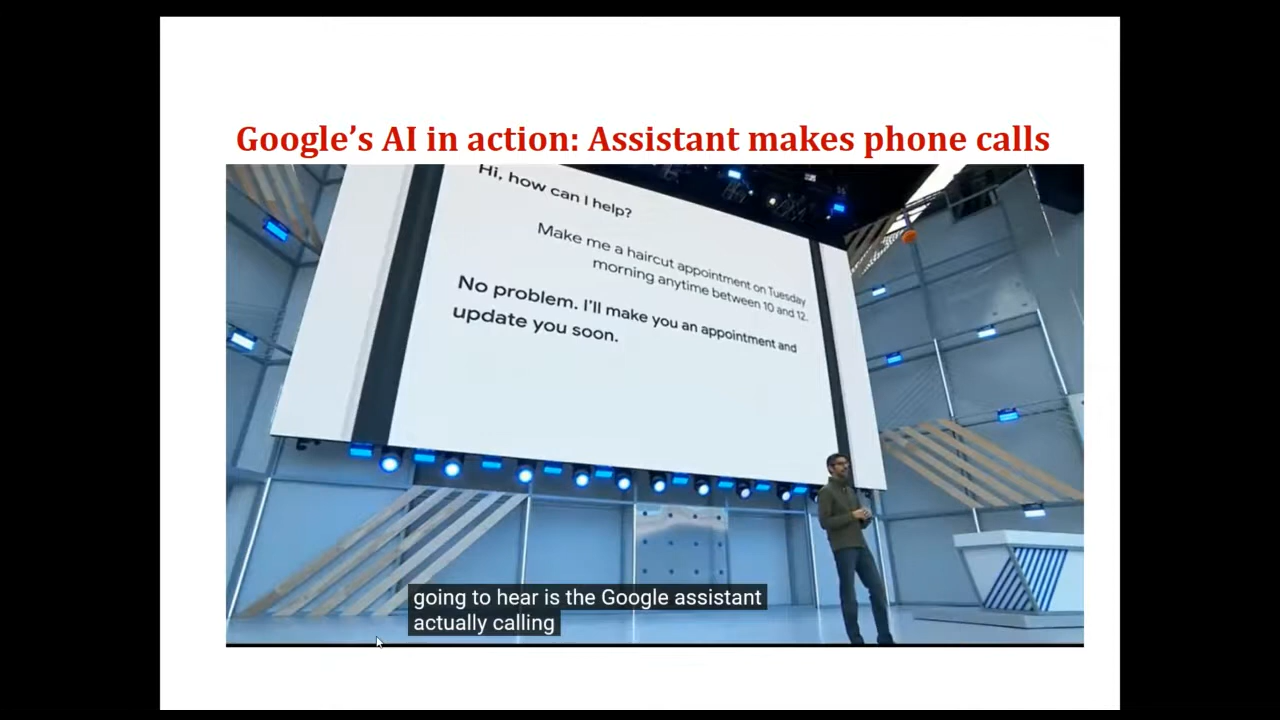 Google’s AI in action: Assistant makes phone calls
Hi, how can I help?
Make me a haircut appointment on Tuesday
morning anytime between 10 and 12.
No problem. I’ll make you an appointment and
update you soon.
going to hear is the Google assistant
actually calling